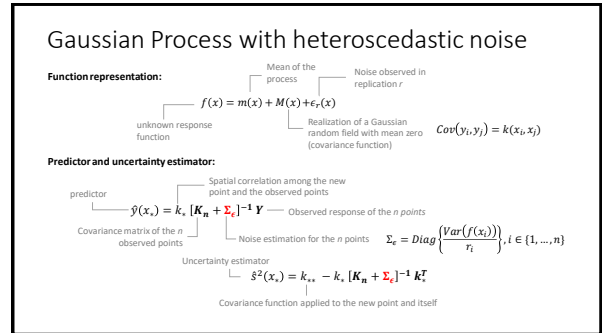 Gaussian Process with heteroscedastic noise
Function representation:
Mean of the process
Noise observed in replication r
f(x) = m(x) + M(x)+ϵ_r(x)
unknown response function
Realization of a Gaussian random field with mean zero (covariance function)
Cov(y_i, y_j) = k(x_i, x_j)
Predictor and uncertainty estimator:
Spatial correlation among the new point and the observed points
predictor
ŷ(x_*) = k_* [K_n + Σ_ϵ]^{-1} Y
Observed response of the n points
Covariance matrix of the n observed points
Noise estimation for the n points
Σ_ϵ = Diag{Var(f(x_i))/r_i}, i ∈ {1, …, n}
Uncertainty estimator
ŝ²(x_*) = k_{**} − k_* [K_n + Σ_ϵ]^{-1} k_*^T
Covariance function applied to the new point and itself